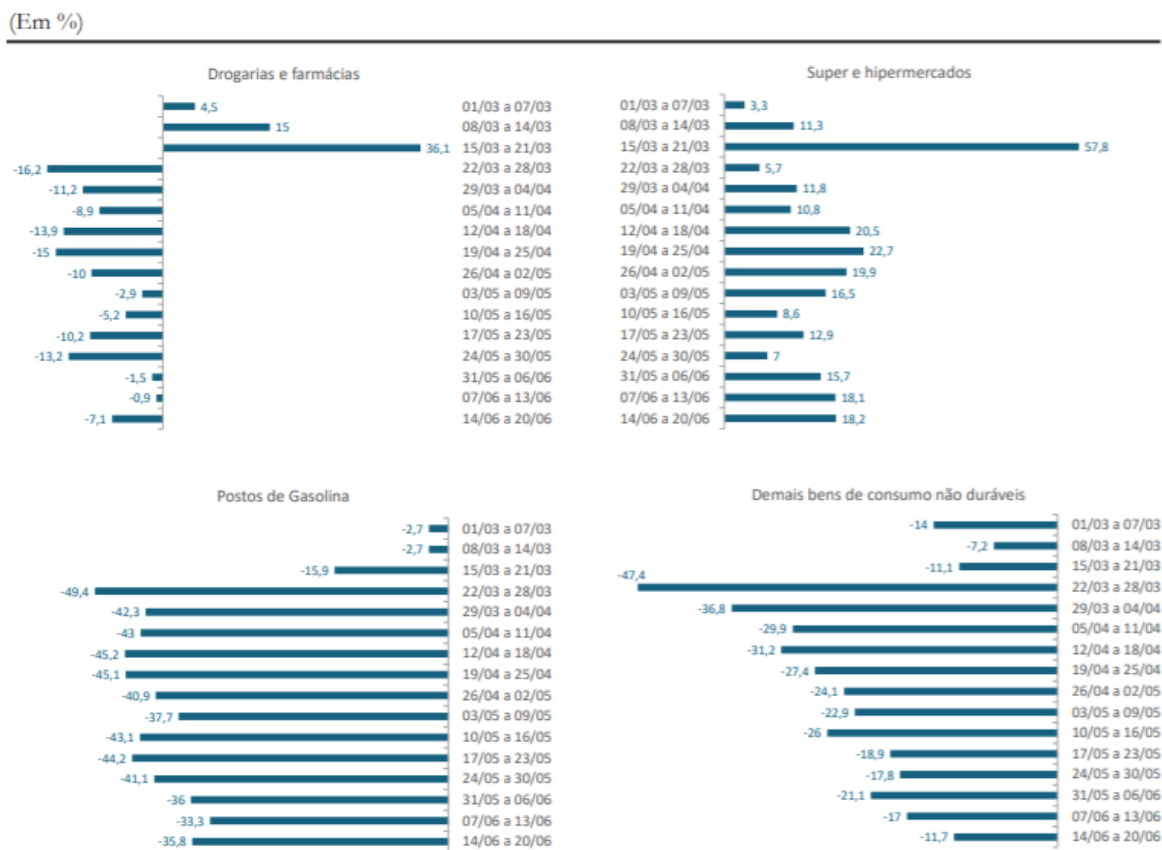 (Em %)
Drogarias e farmácias
4,5 01/03 a 07/03
15 08/03 a 14/03
36,1 15/03 a 21/03
-16,2 22/03 a 28/03
-11,2 29/03 a 04/04
-8,9 05/04 a 11/04
-13,9 12/04 a 18/04
-15 19/04 a 25/04
-10 26/04 a 02/05
-2,9 03/05 a 09/05
-5,2 10/05 a 16/05
-10,2 17/05 a 23/05
-13,2 24/05 a 30/05
-1,5 31/05 a 06/06
-0,9 07/06 a 13/06
-7,1 14/06 a 20/06
Super e hipermercados
01/03 a 07/03 3,3
08/03 a 14/03 11,3
15/03 a 21/03 57,8
22/03 a 28/03 5,7
29/03 a 04/04 11,8
05/04 a 11/04 10,8
12/04 a 18/04 20,5
19/04 a 25/04 22,7
26/04 a 02/05 19,9
03/05 a 09/05 16,5
10/05 a 16/05 8,6
17/05 a 23/05 12,9
24/05 a 30/05 7
31/05 a 06/06 15,7
07/06 a 13/06 18,1
14/06 a 20/06 18,2
Postos de Gasolina
-2,7 01/03 a 07/03
-2,7 08/03 a 14/03
-15,9 15/03 a 21/03
-49,4 22/03 a 28/03
-42,3 29/03 a 04/04
-43 05/04 a 11/04
-45,2 12/04 a 18/04
-45,1 19/04 a 25/04
-40,9 26/04 a 02/05
-37,7 03/05 a 09/05
-43,1 10/05 a 16/05
-44,2 17/05 a 23/05
-41,1 24/05 a 30/05
-36 31/05 a 06/06
-33,3 07/06 a 13/06
-35,8 14/06 a 20/06
Demais bens de consumo não duráveis
-14 01/03 a 07/03
-7,2 08/03 a 14/03
-11,1 15/03 a 21/03
-47,4 22/03 a 28/03
-36,8 29/03 a 04/04
-29,9 05/04 a 11/04
-31,2 12/04 a 18/04
-27,4 19/04 a 25/04
-24,1 26/04 a 02/05
-22,9 03/05 a 09/05
-26 10/05 a 16/05
-18,9 17/05 a 23/05
-17,8 24/05 a 30/05
-21,1 31/05 a 06/06
-17 07/06 a 13/06
-11,7 14/06 a 20/06